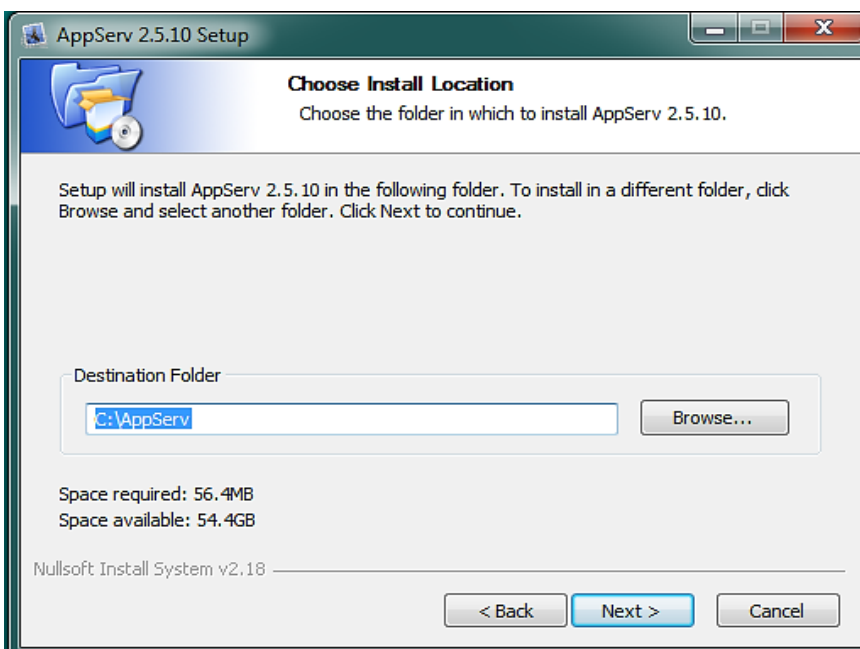 AppServ 2.5.10 Setup
Choose Install Location
Choose the folder in which to install AppServ 2.5.10.
Setup will install AppServ 2.5.10 in the following folder. To install in a different folder, click
Browse and select another folder. Click Next to continue.
Destination Folder
C:\AppServ
Browse...
Space required: 56.4MB
Space available: 54.4GB
Nullsoft Install System v2.18
< Back
Next >
Cancel